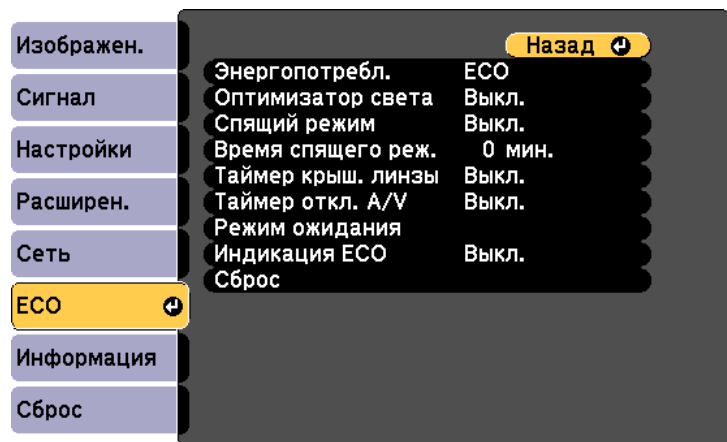 Изображен.
Сигнал
Настройки
Расширен.
Сеть
ECO
Информация
Сброс
Назад
Энергопотребл. ECO
Оптимизатор света Выкл.
Спящий режим Выкл.
Время спящего реж. 0 мин.
Таймер крыш. линзы Выкл.
Таймер откл. A/V Выкл.
Режим ожидания
Индикация ECO Выкл.
Сброс